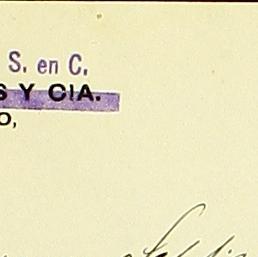 S. en C.
S Y CIA.
O,